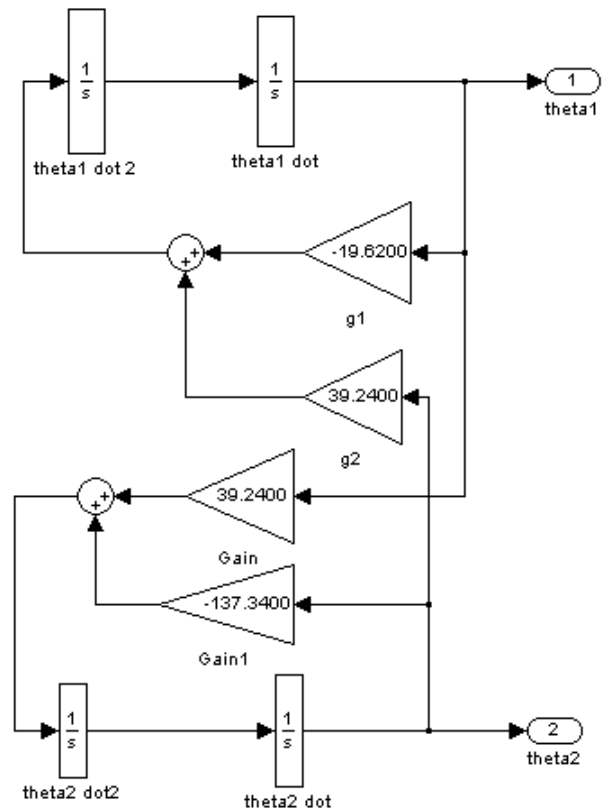 1
s
1
s
1
theta1 dot 2
theta1 dot
theta1
-19.6200
+
+
g1
39.2400
g2
39.2400
+
+
Gain
-137.3400
Gain1
1
s
1
s
2
theta2 dot2
theta2 dot
theta2